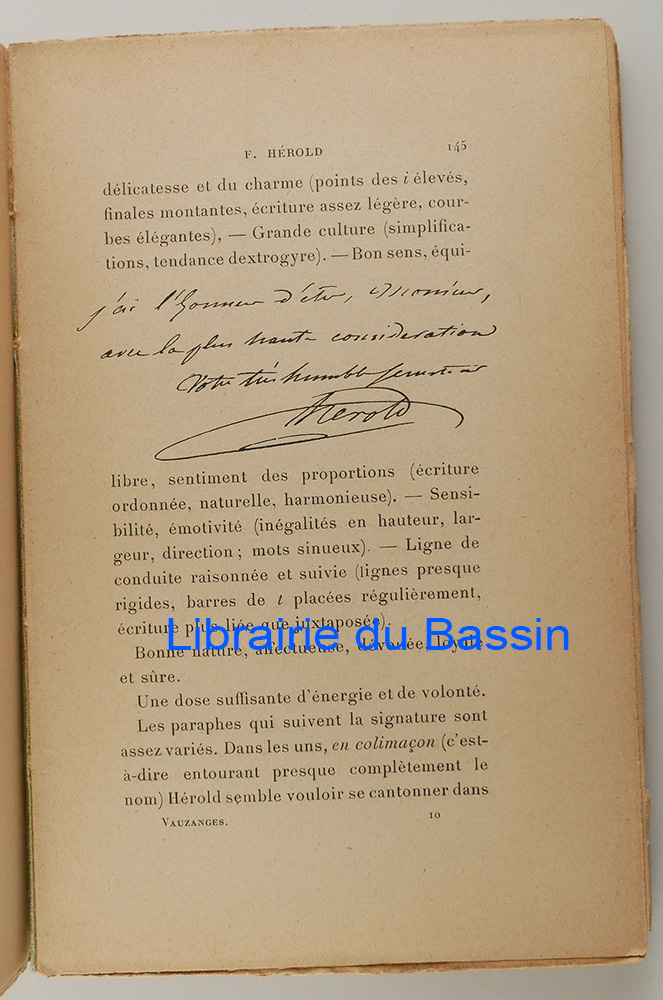 F. HÉROLD 145
délicatesse et du charme (points des i élevés,
finales montantes, écriture assez légère, cour-
bes élégantes), — Grande culture (simplifica-
tions, tendance dextrogyre). — Bon sens, équi-
j'ai l'honneur d'être, Monsieur,
avec la plus haute consideration
Votre très humble serviteur
Herold
libre, sentiment des proportions (écriture
ordonnée, naturelle, harmonieuse). — Sensi-
bilité, émotivité (inégalités en hauteur, lar-
geur, direction ; mots sinueux). — Ligne de
conduite raisonnée et suivie (lignes presque
rigides, barres de t placées régulièrement,
écriture plus liée que juxtaposée).
Librairie du Bassin
Bonne nature, affectueuse, dévouée, loyale
et sûre.
Une dose suffisante d'énergie et de volonté.
Les paraphes qui suivent la signature sont
assez variés. Dans les uns, en colimaçon (c'est-
à-dire entourant presque complètement le
nom) Hérold semble vouloir se cantonner dans
VAUZANGES. 10